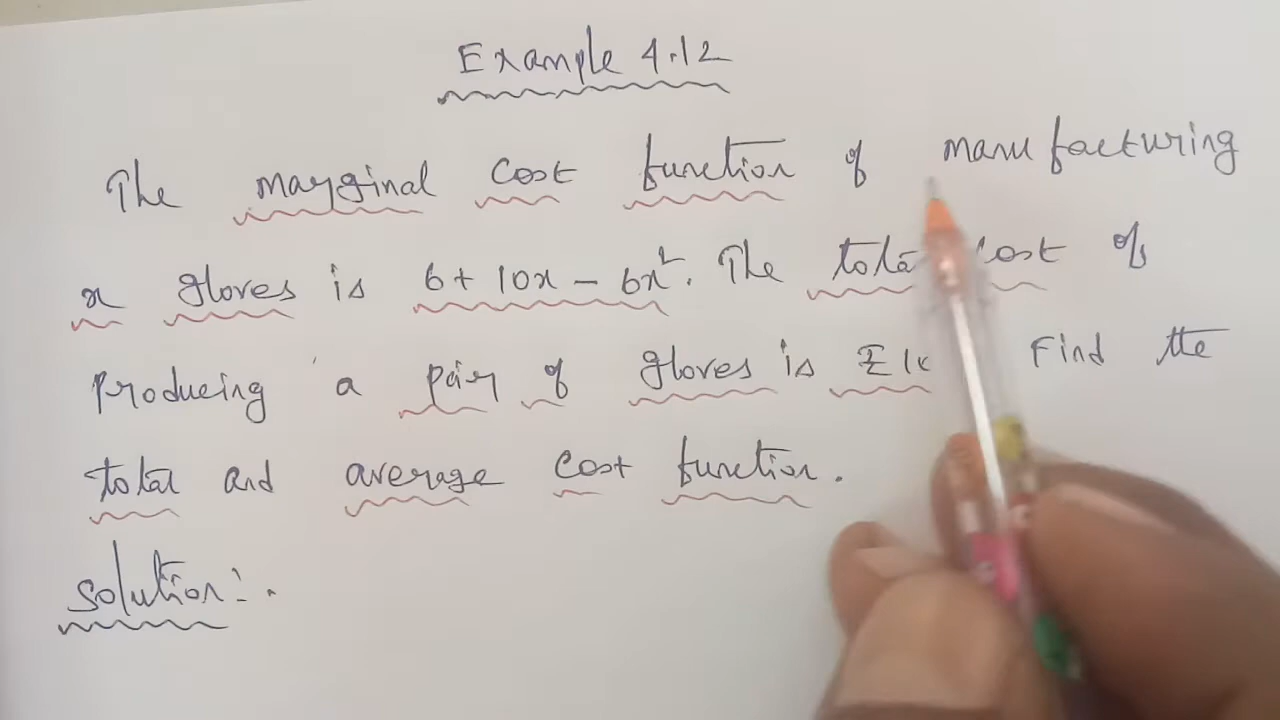 Example 4.12
The marginal cost function of manufacturing
x gloves is 6 + 10x - 6x². The total cost of
producing a pair of gloves is Find the
total and average cost function.
Solution:-